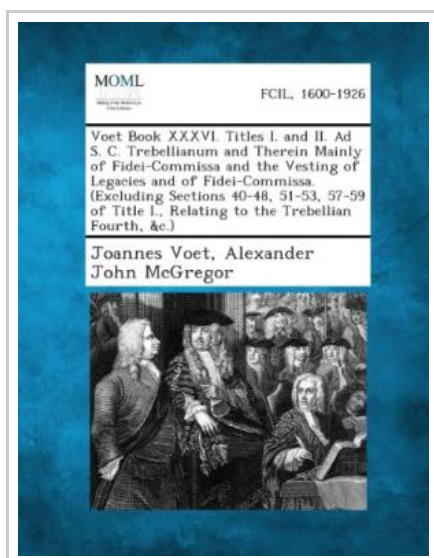 MOML
FCIL, 1600-1926
Voet Book XXXVI. Titles I. and II. Ad
S. C. Trebellianum and Therein Mainly
of Fidei-Commissa and the Vesting of
Legacies and of Fidei-Commissa.
(Excluding Sections 40-48, 51-53, 57-59
of Title I., Relating to the Trebellian
Fourth, &c.)
Joannes Voet, Alexander
John McGregor